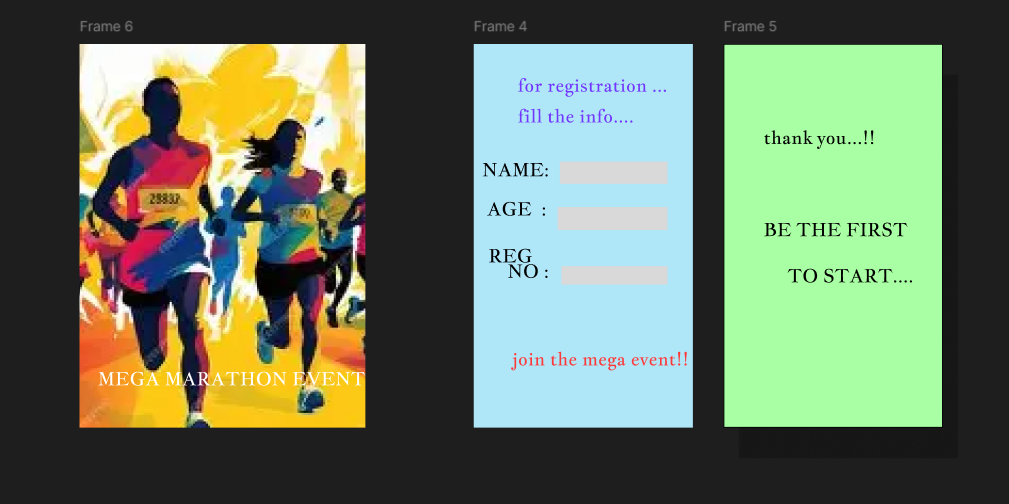 Frame 6
MEGA MARATHON EVENT
Frame 4
for registration ...
fill the info....
NAME:
AGE :
REG
NO :
join the mega event!!
Frame 5
thank you...!!
BE THE FIRST
TO START....